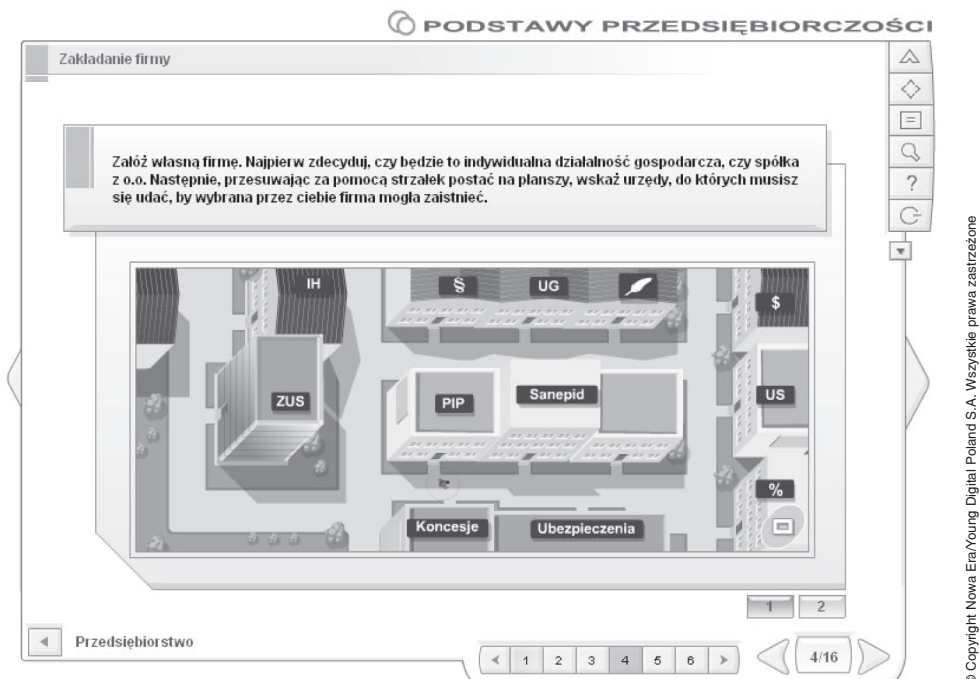 PODSTAWY PRZEDSIĘBIORCZOŚCI
Zakładanie firmy
Załóż własną firmę. Najpierw zdecyduj, czy będzie to indywidualna działalność gospodarcza, czy spółka
z o.o. Następnie, przesuwając za pomocą strzałek postać na planszy, wskaż urzędy, do których musisz
się udać, by wybrana przez ciebie firma mogła zaistnieć.
IH
§
UG
$
ZUS
PIP
Sanepid
US
%
Koncesje
Ubezpieczenia
1 2
Przedsiębiorstwo
1 2 3 4 5 6
4/16
?
© Copyright Nowa Era/Young Digital Poland S.A. Wszystkie prawa zastrzeżone